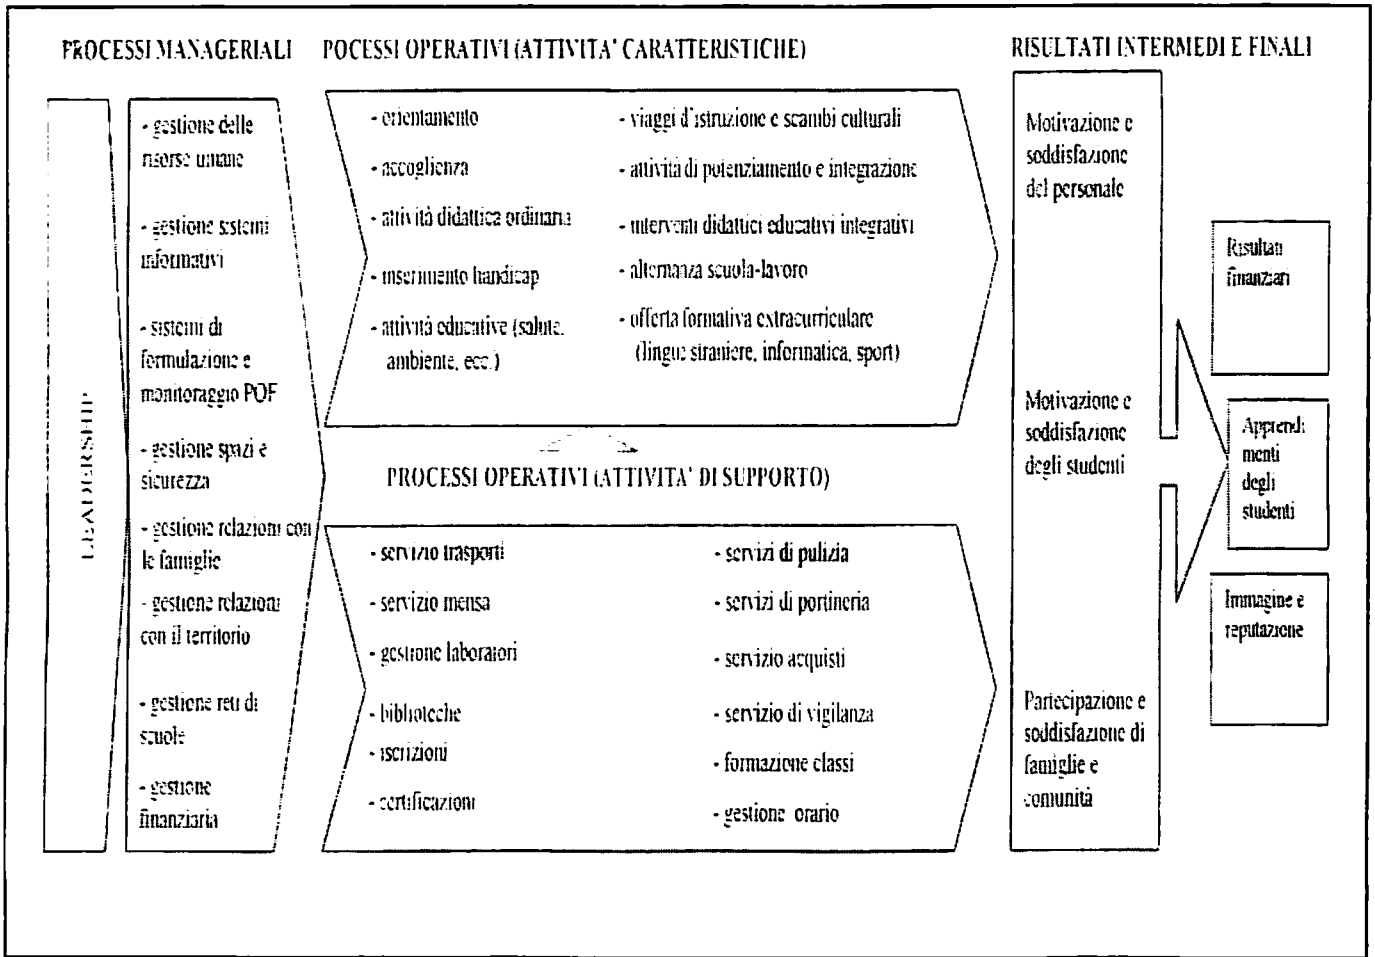 PROCESSI MANAGERIALI
POCESSI OPERATIVI (ATTIVITA' CARATTERISTICHE)
RISULTATI INTERMEDI E FINALI
LEADERSHIP
- gestione delle
risorse umane
- gestione sistemi
informativi
- sistemi di
formulazione e
monitoraggio POF
- gestione spazi e
sicurezza
- gestione relazioni con
le famiglie
- gestione relazioni
con il territorio
- gestione reti di
scuole
- gestione
finanziaria
- orientamento
- accoglienza
- attività didattica ordinaria
- inserimento handicap
- attività educative (salute,
ambiente, ecc.)
- viaggi d'istruzione e scambi culturali
- attività di potenziamento e integrazione
- interventi didattici educativi integrativi
- alternanza scuola-lavoro
- offerta formativa extracurriculare
(lingue straniere, informatica, sport)
PROCESSI OPERATIVI (ATTIVITA' DI SUPPORTO)
- servizio trasporti
- servizio mensa
- gestione laboratori
- biblioteche
- iscrizioni
- certificazioni
- servizi di pulizia
- servizi di portineria
- servizio acquisti
- servizio di vigilanza
- formazione classi
- gestione orario
Motivazione e
soddisfazione
del personale
Motivazione e
soddisfazione
degli studenti
Partecipazione e
soddisfazione di
famiglie e
comunità
Risultati
finanziari
Apprendi
menti
degli
studenti
Immagine e
reputazione